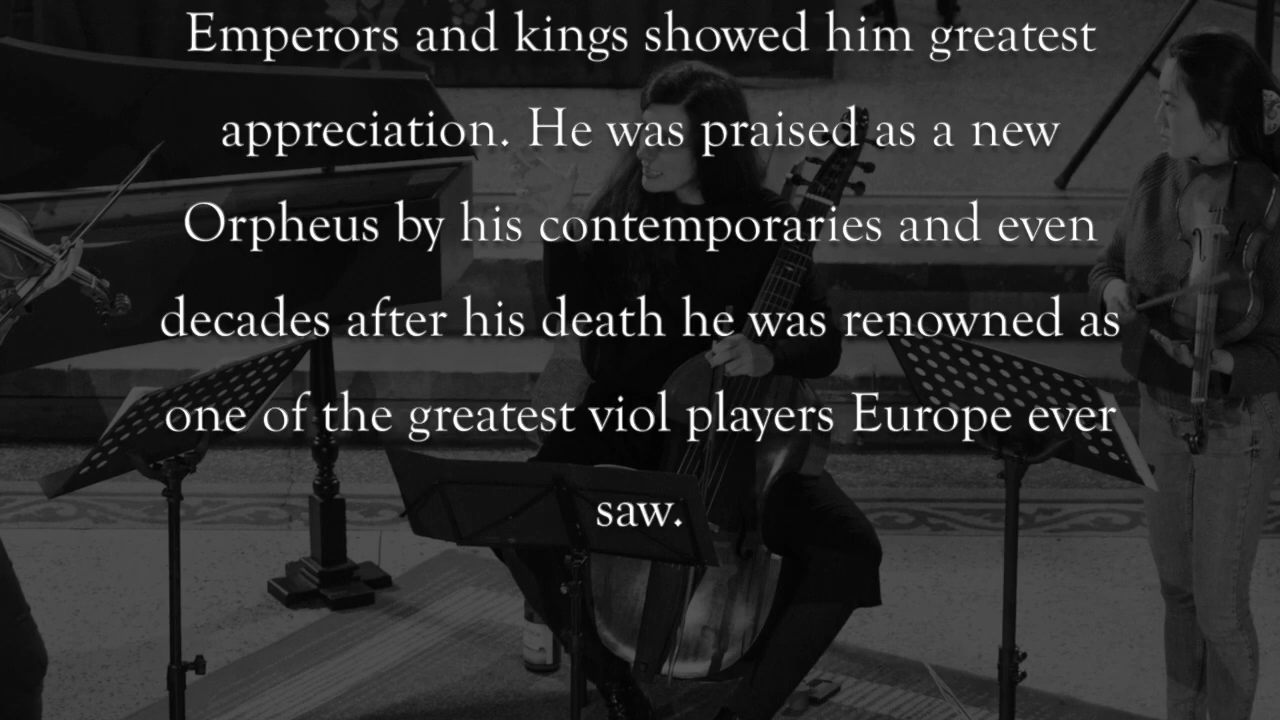 Emperors and kings showed him greatest
appreciation. He was praised as a new
Orpheus by his contemporaries and even
decades after his death he was renowned as
one of the greatest viol players Europe ever
saw.